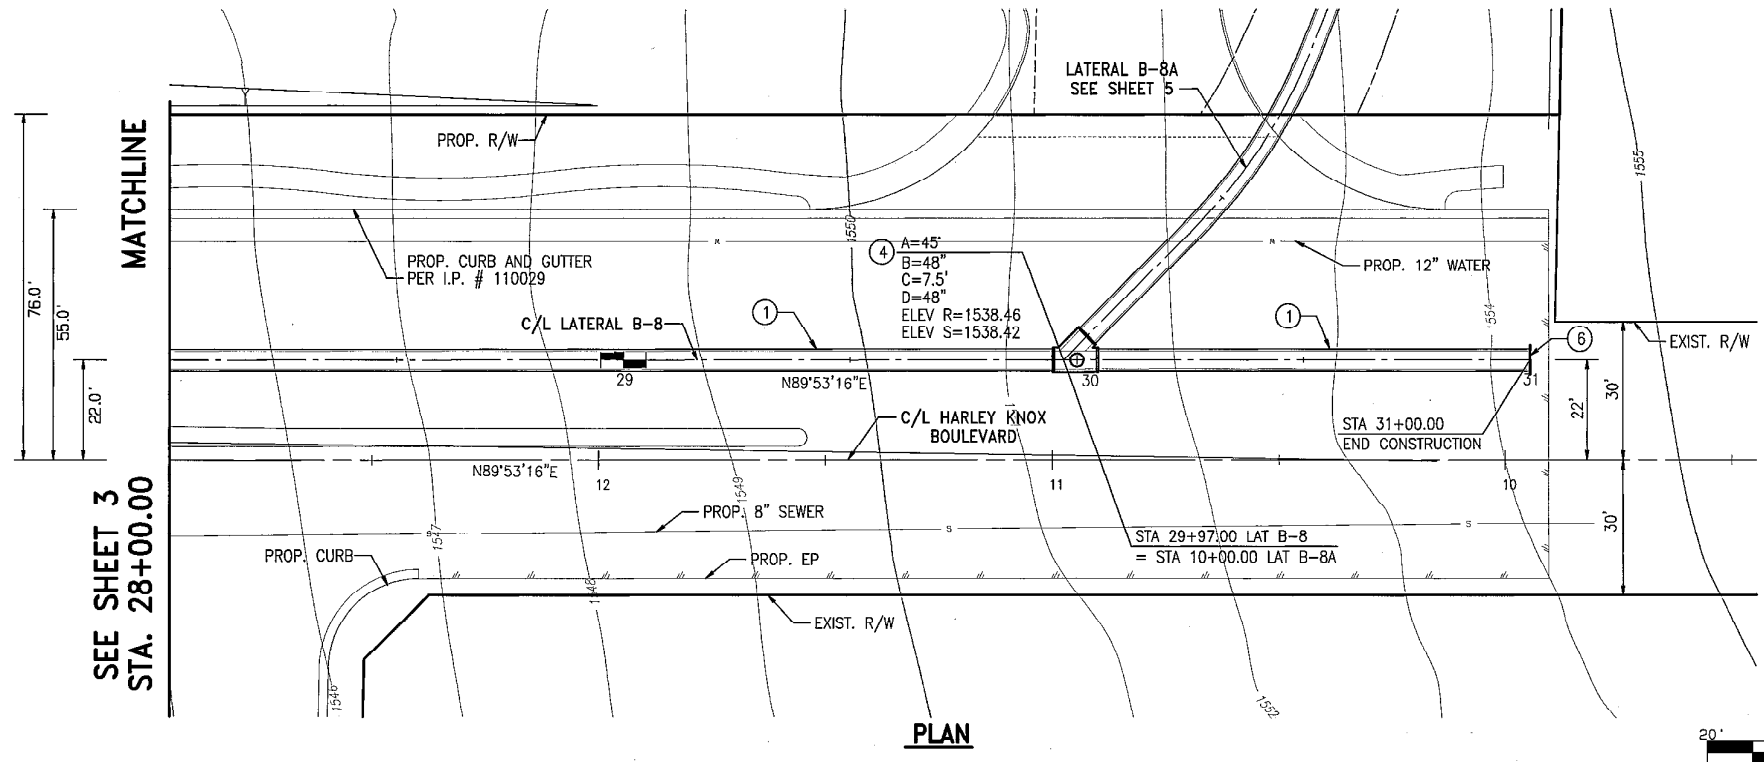 LATERAL B-8A
SEE SHEET 5
PROP. R/W
MATCHLINE
1555
1550
76.0'
55.0'
22.0'
PROP. CURB AND GUTTER
PER I.P. # 110029
4
A=45°
B=48"
C=7.5'
D=48"
ELEV R=1538.46
ELEV S=1538.42
W
W
PROP. 12" WATER
1554
C/L LATERAL B-8
1
1
6
EXIST. R/W
29
N89°53'16"E
30
31
22'
30'
C/L HARLEY KNOX
BOULEVARD
STA 31+00.00
END CONSTRUCTION
N89°53'16"E
12
11
10
1549
SEE SHEET 3
STA. 28+00.00
PROP. 8" SEWER
S
S
1547
STA 29+97.00 LAT B-8
= STA 10+00.00 LAT B-8A
30'
PROP. CURB
PROP. EP
1548
EXIST. R/W
1546
1552
PLAN
20'